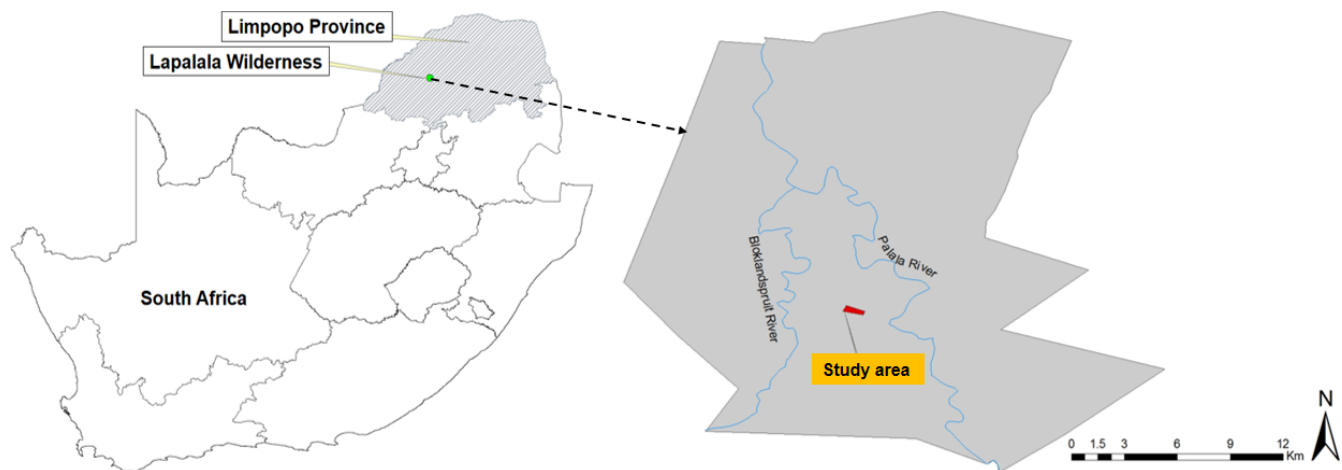 Limpopo Province
Lapalala Wilderness
South Africa
Bloklandspruit River
Palala River
Study area
N
0 1.5 3 6 9 12
Km